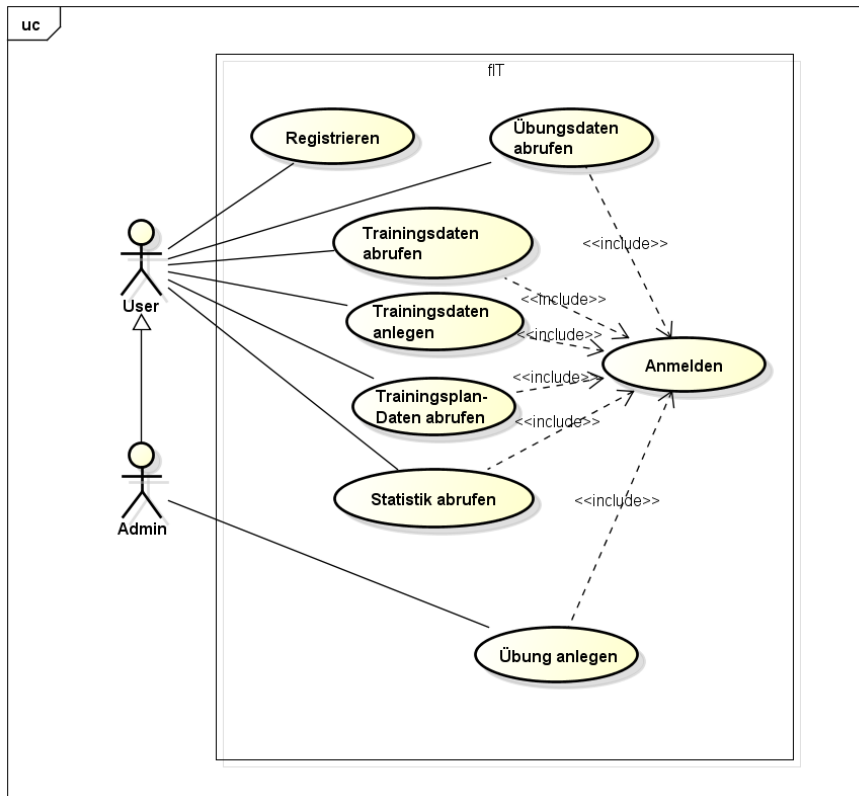 uc
fIT
Registrieren
Übungsdaten
abrufen
Trainingsdaten
abrufen
<<include>>
User
<<include>>
Trainingsdaten
anlegen
<<include>>
Anmelden
<<include>>
Trainingsplan-
Daten abrufen
<<include>>
Statistik abrufen
<<include>>
Admin
Übung anlegen